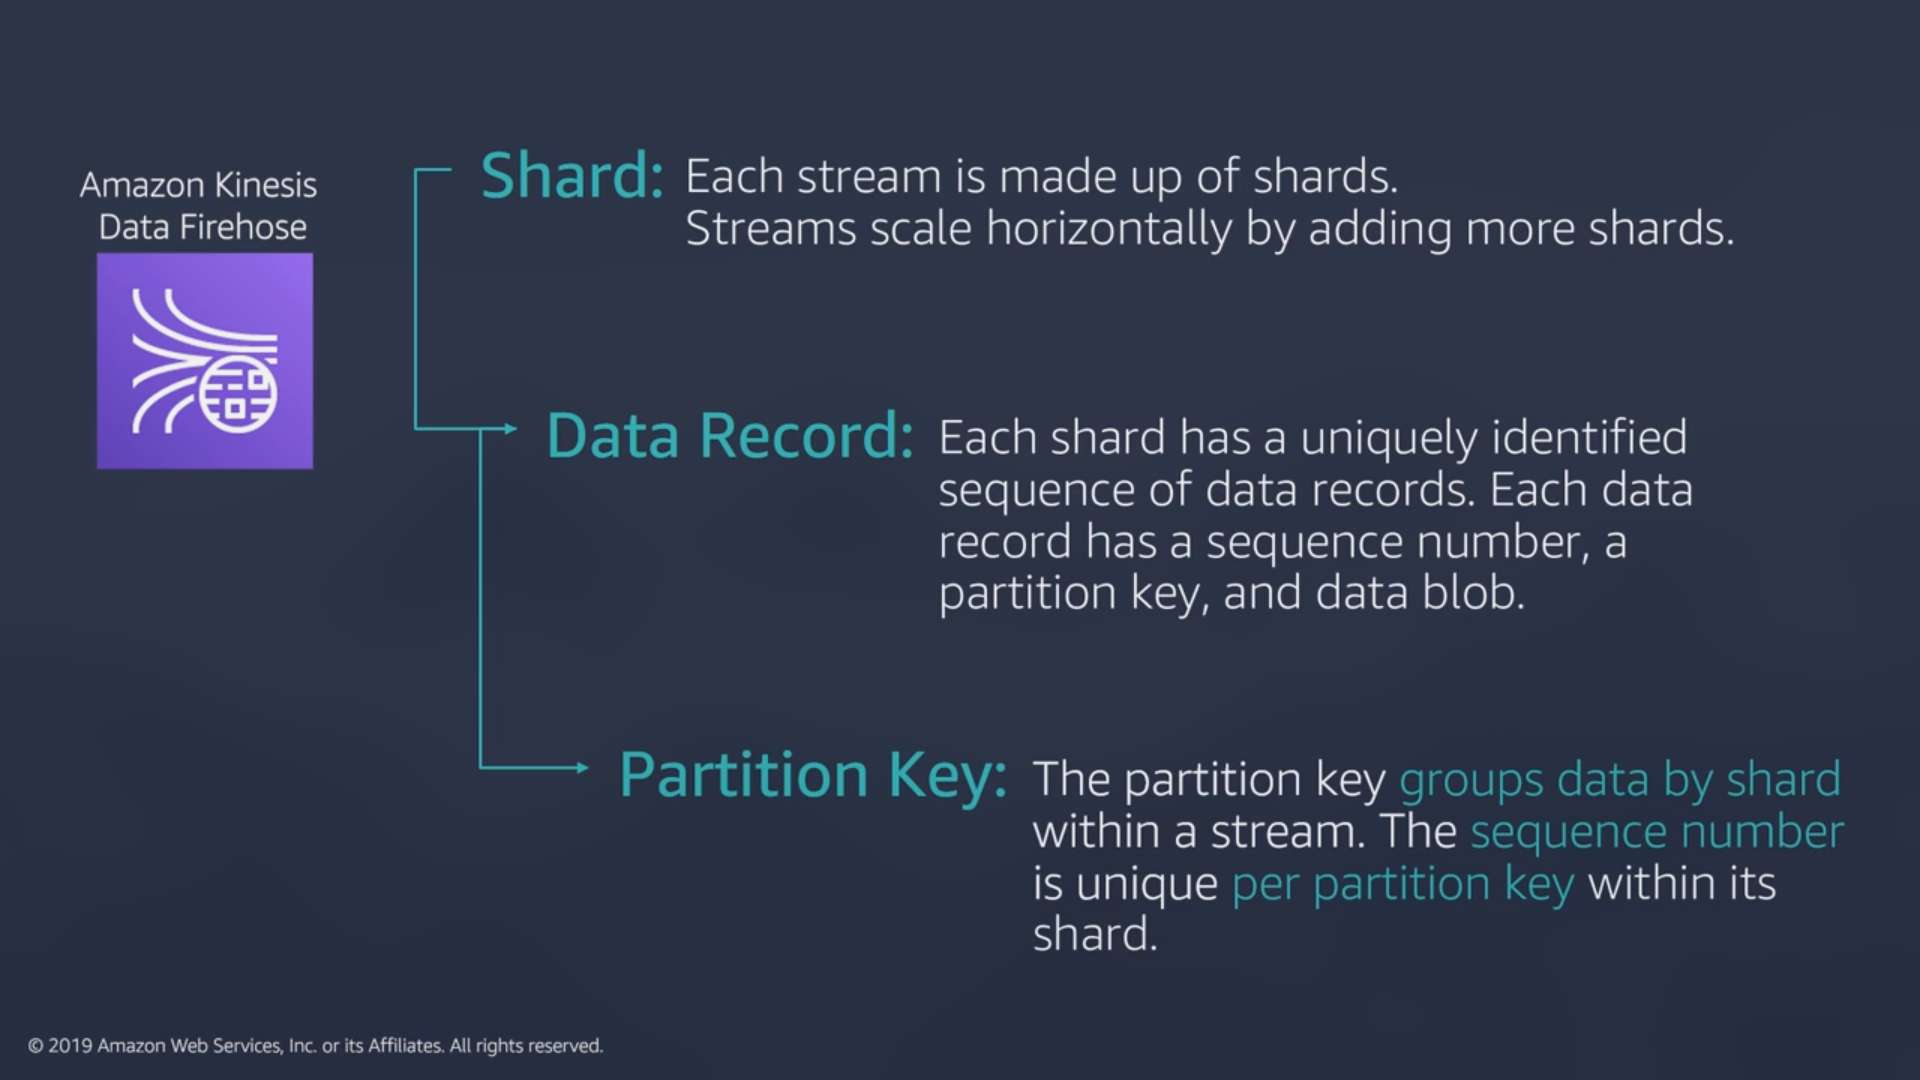 Amazon Kinesis
Data Firehose
Shard: Each stream is made up of shards.
Streams scale horizontally by adding more shards.
Data Record: Each shard has a uniquely identified
sequence of data records. Each data
record has a sequence number, a
partition key, and data blob.
Partition Key: The partition key groups data by shard
within a stream. The sequence number
is unique per partition key within its
shard.
© 2019 Amazon Web Services, Inc. or its Affiliates. All rights reserved.